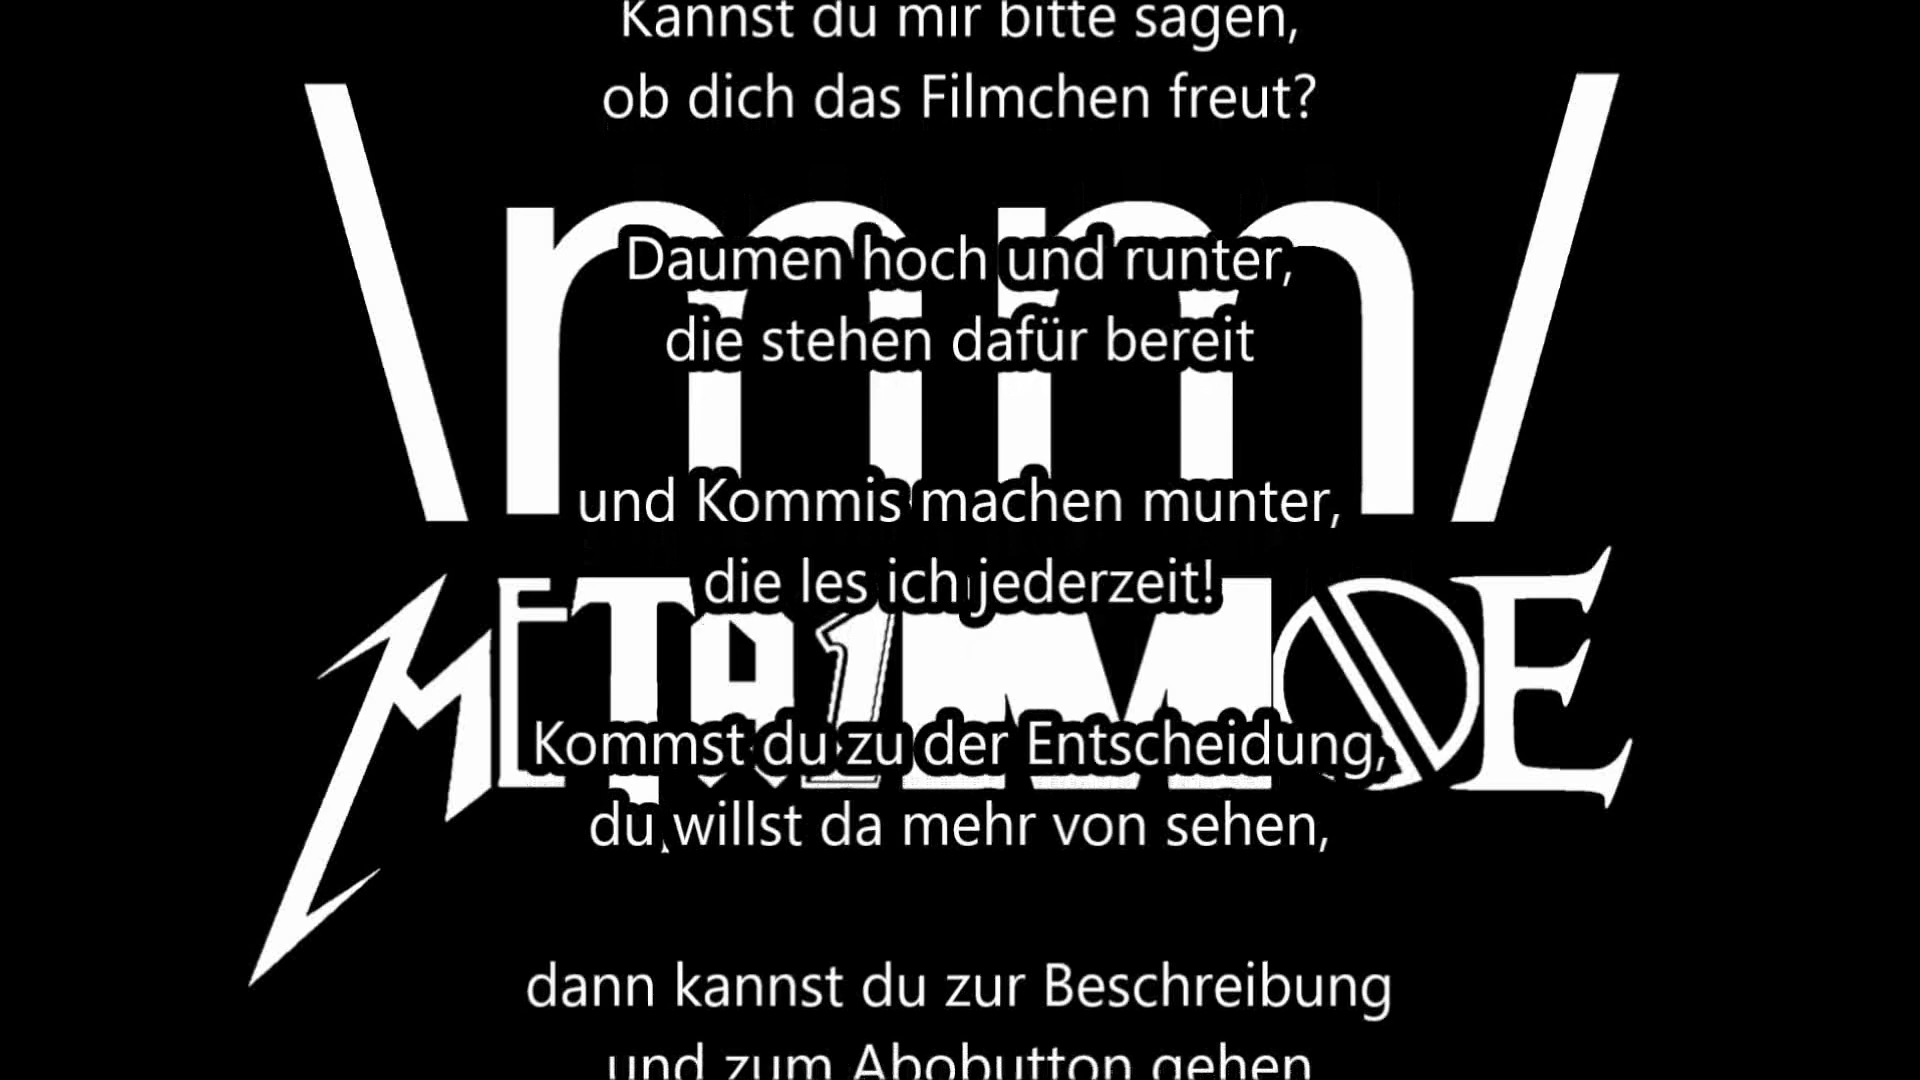 Kannst du mir bitte sagen,
ob dich das Filmchen freut?
\mm/
Daumen hoch und runter,
die stehen dafür bereit
und Kommis machen munter,
die les ich jederzeit!
Kommst du zu der Entscheidung,
du willst da mehr von sehen,
dann kannst du zur Beschreibung
und zum Abobutton gehen